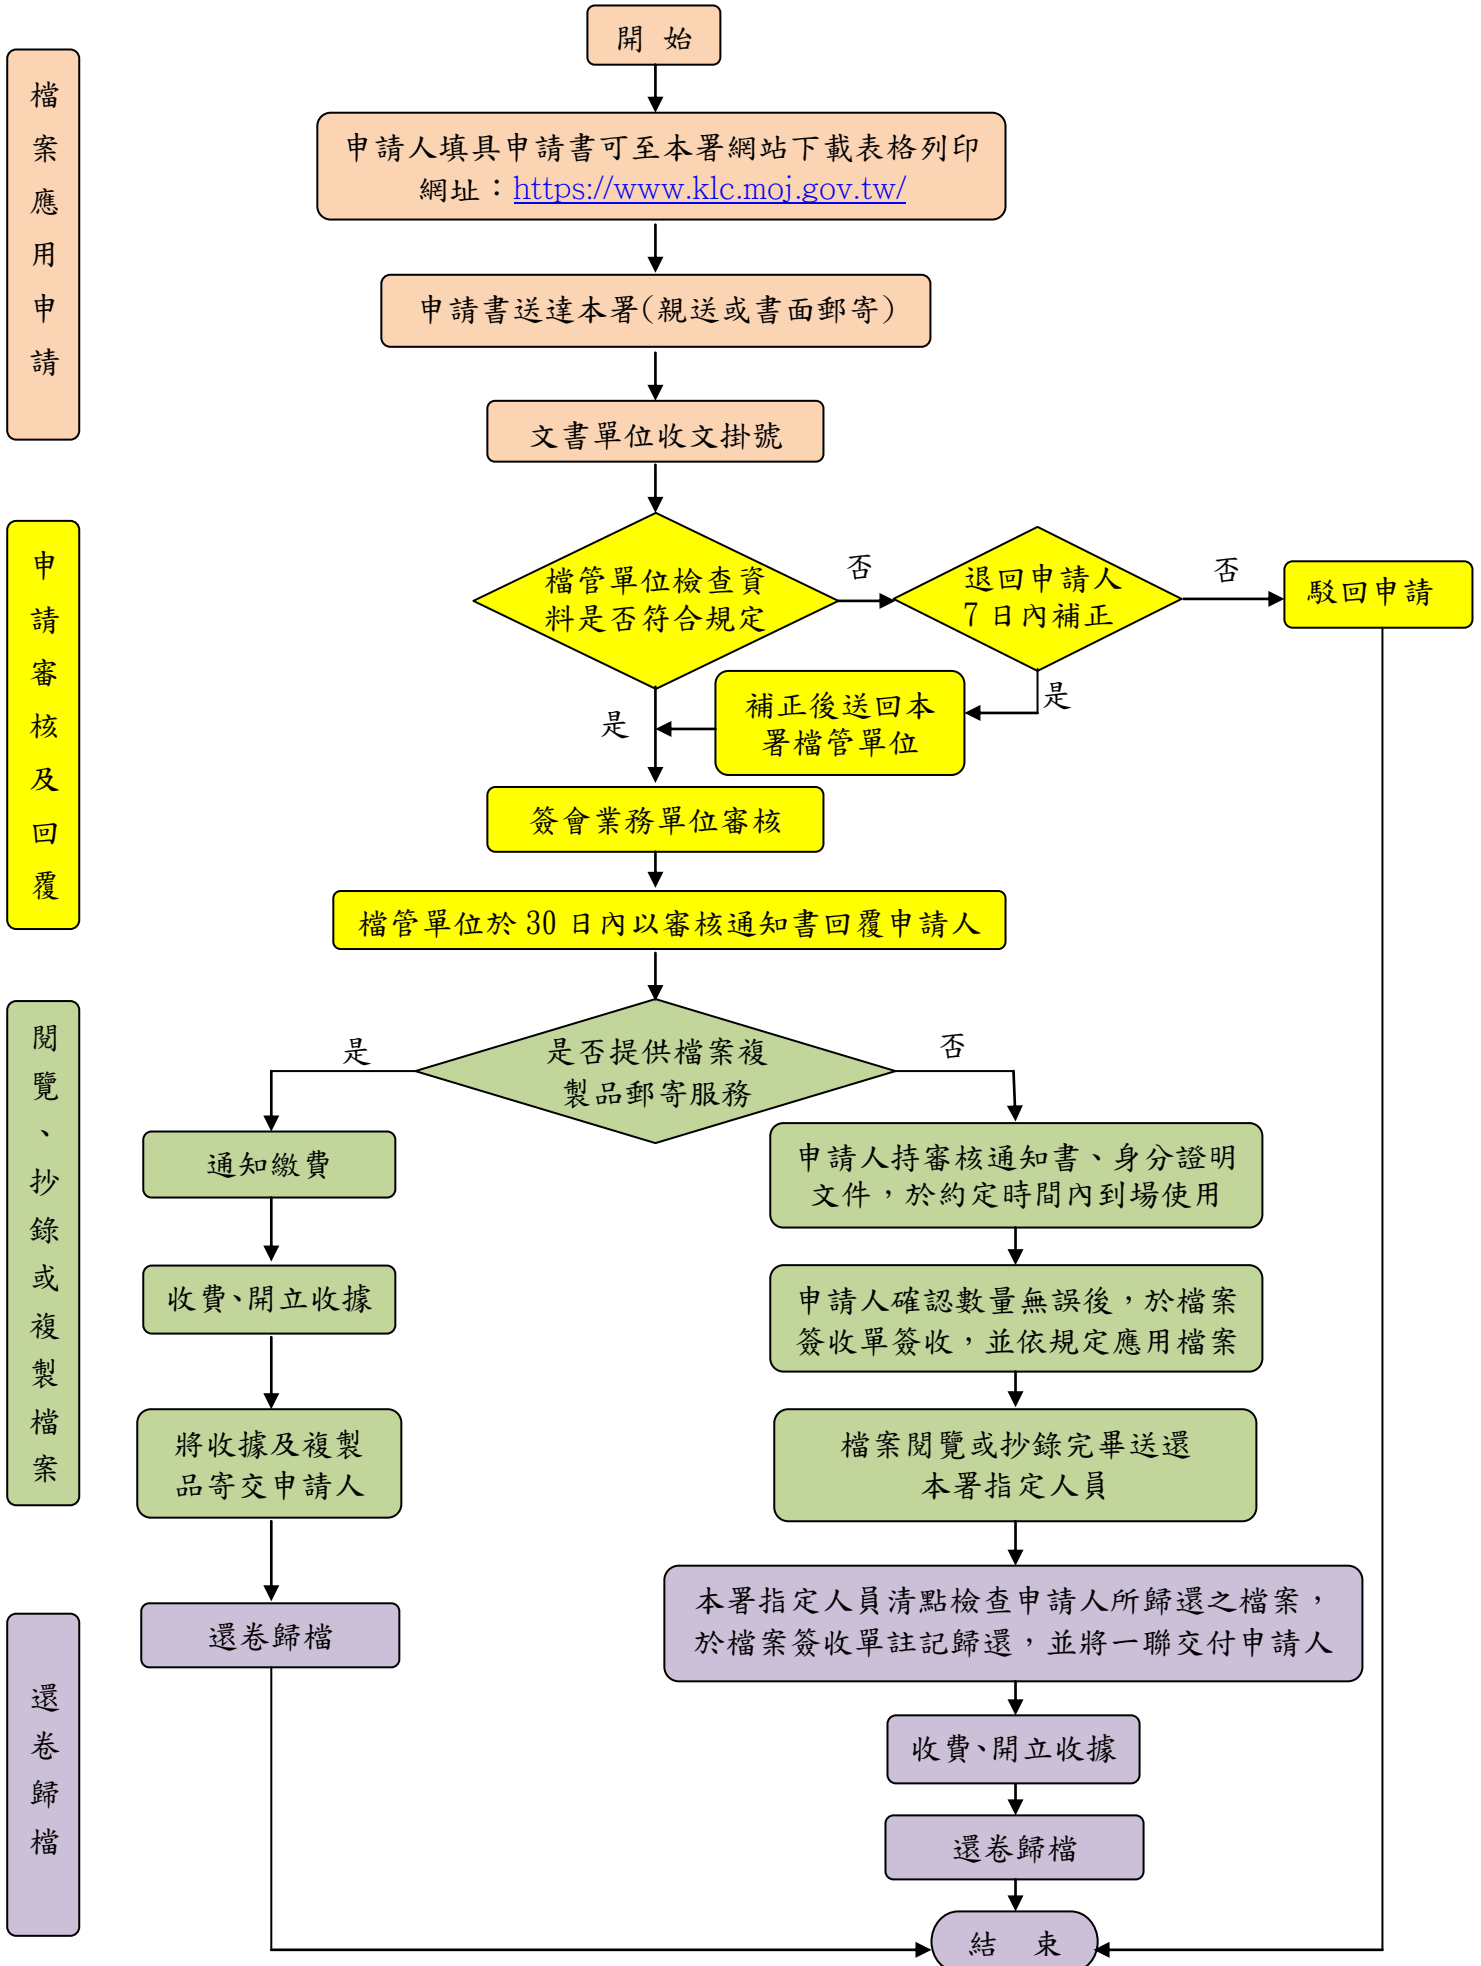 開 始
檔案應用申請
申請人填具申請書可至本署網站下載表格列印
網址：https://www.klc.moj.gov.tw/
申請書送達本署(親送或書面郵寄)
文書單位收文掛號
申請審核及回覆
檔管單位檢查資
料是否符合規定
否
退回申請人
7 日內補正
否
駁回申請
是
補正後送回本
署檔管單位
是
簽會業務單位審核
檔管單位於 30 日內以審核通知書回覆申請人
閱覽、抄錄或複製檔案
是否提供檔案複
製品郵寄服務
是
否
通知繳費
收費、開立收據
將收據及複製
品寄交申請人
申請人持審核通知書、身分證明
文件，於約定時間內到場使用
申請人確認數量無誤後，於檔案
簽收單簽收，並依規定應用檔案
檔案閱覽或抄錄完畢送還
本署指定人員
還卷歸檔
還卷歸檔
本署指定人員清點檢查申請人所歸還之檔案，
於檔案簽收單註記歸還，並將一聯交付申請人
收費、開立收據
還卷歸檔
結 束